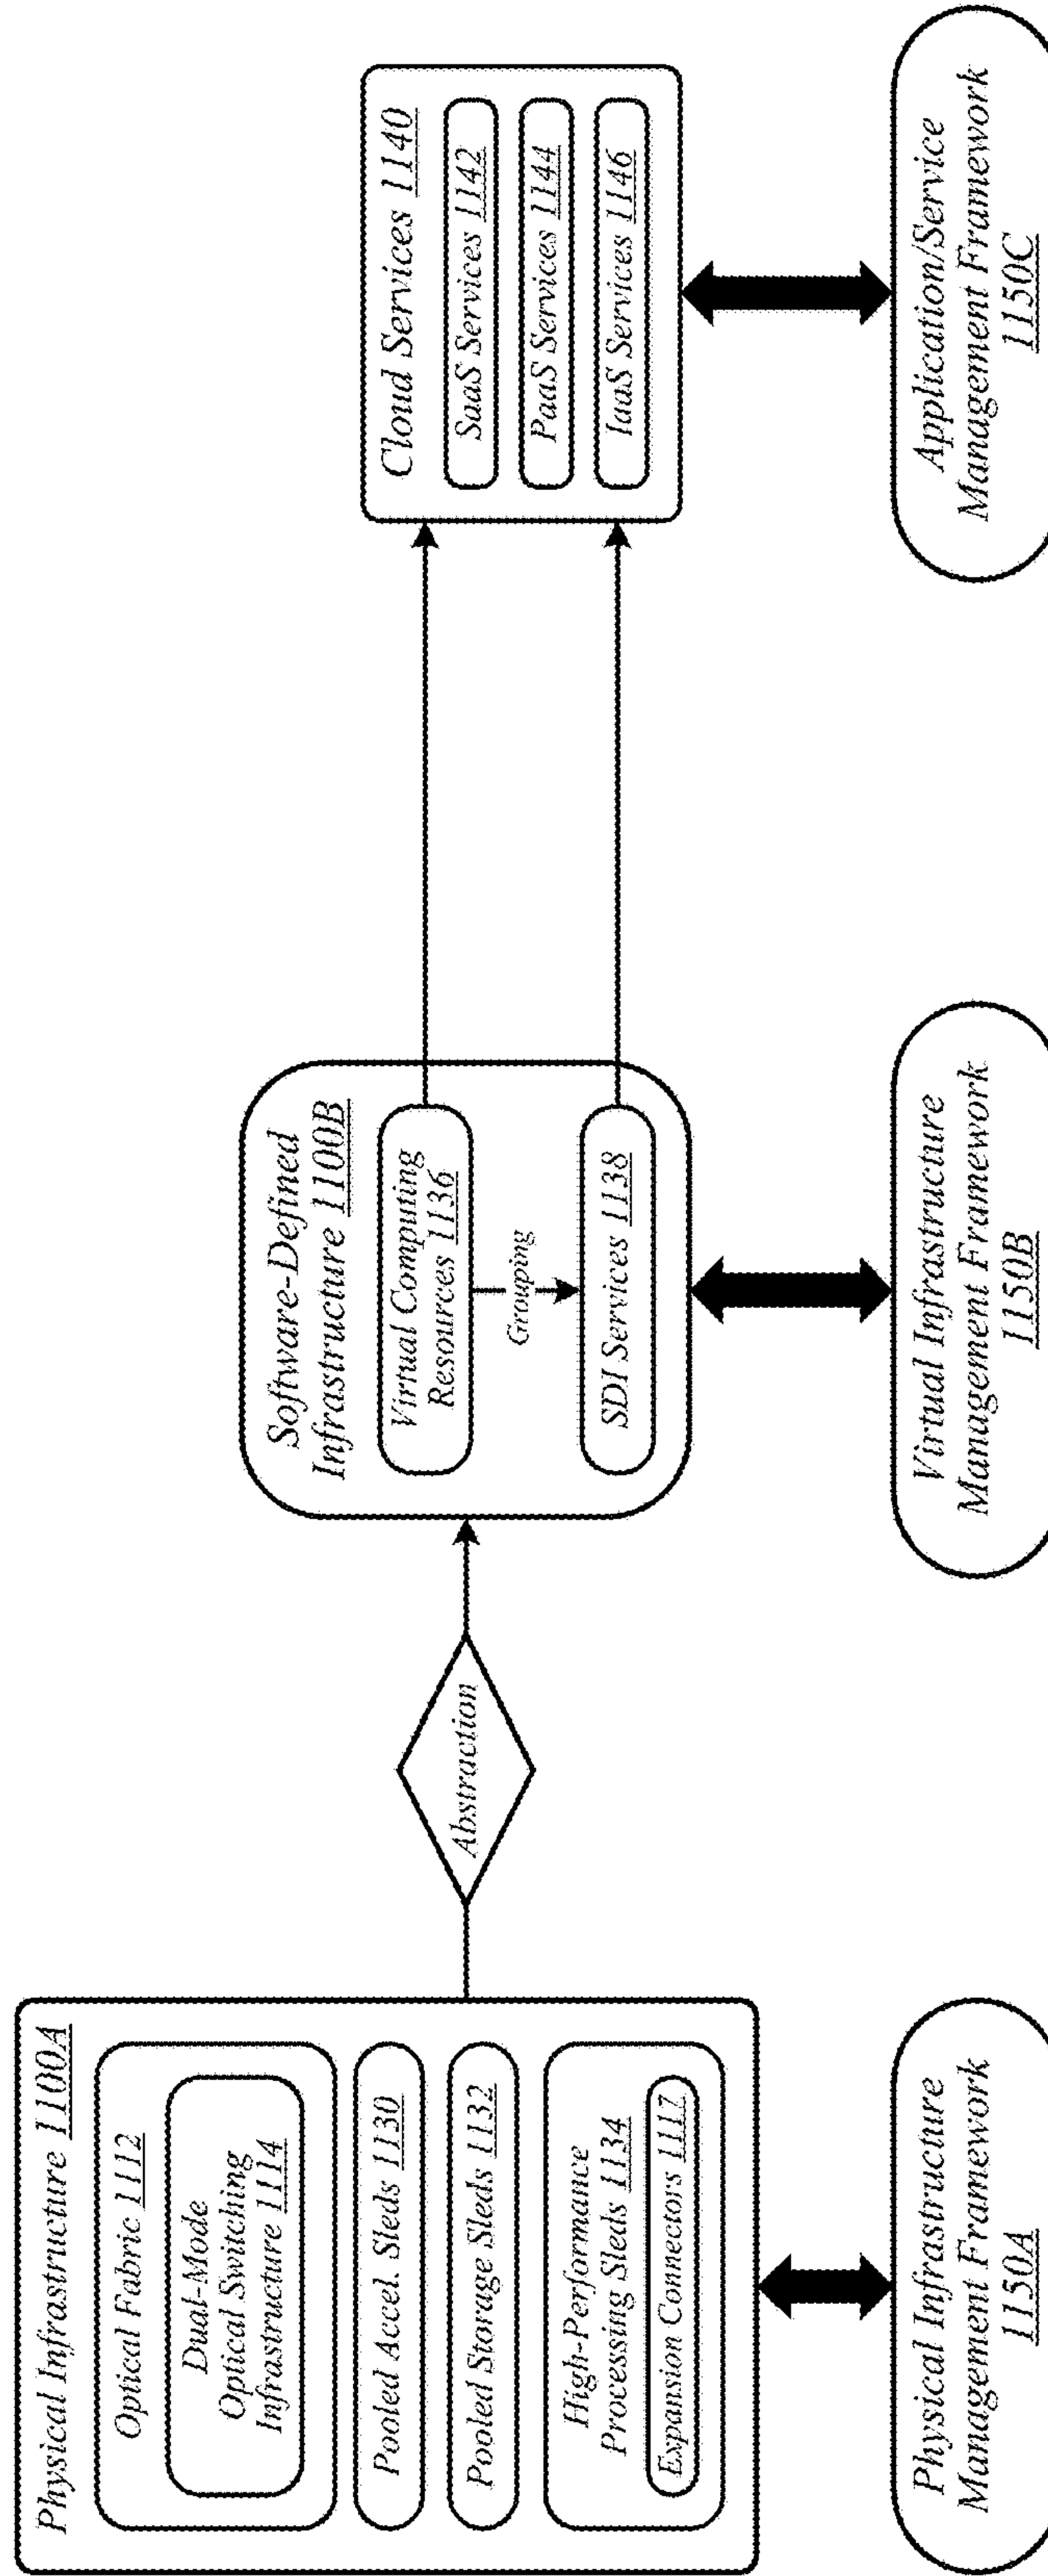 Physical Infrastructure 1100A
Optical Fabric 1112
Dual-Mode
Optical Switching
Infrastructure 1114
Pooled Accel. Sleds 1130
Pooled Storage Sleds 1132
High-Performance
Processing Sleds 1134
Expansion Connectors 1117
Physical Infrastructure
Management Framework
1150A
Abstraction
Software-Defined
Infrastructure 1100B
Virtual Computing
Resources 1136
Grouping
SDI Services 1138
Virtual Infrastructure
Management Framework
1150B
Cloud Services 1140
SaaS Services 1142
PaaS Services 1144
IaaS Services 1146
Application/Service
Management Framework
1150C